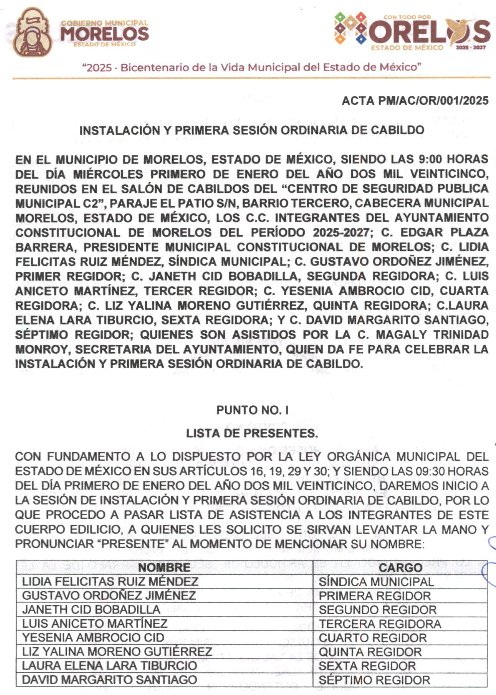 GOBIERNO MUNICIPAL
MORELOS
ESTADO DE MÉXICO
CON TODO POR
MORELOS
ESTADO DE MÉXICO 2025 - 2027
"2025 - Bicentenario de la Vida Municipal del Estado de México"
ACTA PM/AC/OR/001/2025
INSTALACIÓN Y PRIMERA SESIÓN ORDINARIA DE CABILDO
EN EL MUNICIPIO DE MORELOS, ESTADO DE MÉXICO, SIENDO LAS 9:00 HORAS
DEL DÍA MIÉRCOLES PRIMERO DE ENERO DEL AÑO DOS MIL VEINTICINCO,
REUNIDOS EN EL SALÓN DE CABILDOS DEL "CENTRO DE SEGURIDAD PUBLICA
MUNICIPAL C2", PARAJE EL PATIO S/N, BARRIO TERCERO, CABECERA MUNICIPAL
MORELOS, ESTADO DE MÉXICO, LOS C.C. INTEGRANTES DEL AYUNTAMIENTO
CONSTITUCIONAL DE MORELOS DEL PERÍODO 2025-2027; C. EDGAR PLAZA
BARRERA, PRESIDENTE MUNICIPAL CONSTITUCIONAL DE MORELOS; C. LIDIA
FELICITAS RUIZ MÉNDEZ, SÍNDICA MUNICIPAL; C. GUSTAVO ORDOÑEZ JIMÉNEZ,
PRIMER REGIDOR; C. JANETH CID BOBADILLA, SEGUNDA REGIDORA; C. LUIS
ANICETO MARTÍNEZ, TERCER REGIDOR; C. YESENIA AMBROCIO CID, CUARTA
REGIDORA; C. LIZ YALINA MORENO GUTIÉRREZ, QUINTA REGIDORA; C.LAURA
ELENA LARA TIBURCIO, SEXTA REGIDORA; Y C. DAVID MARGARITO SANTIAGO,
SÉPTIMO REGIDOR; QUIENES SON ASISTIDOS POR LA C. MAGALY TRINIDAD
MONROY, SECRETARIA DEL AYUNTAMIENTO, QUIEN DA FE PARA CELEBRAR LA
INSTALACIÓN Y PRIMERA SESIÓN ORDINARIA DE CABILDO.
PUNTO NO. I
LISTA DE PRESENTES.
CON FUNDAMENTO A LO DISPUESTO POR LA LEY ORGÁNICA MUNICIPAL DEL
ESTADO DE MÉXICO EN SUS ARTÍCULOS 16, 19, 29 Y 30; Y SIENDO LAS 09:30 HORAS
DEL DÍA PRIMERO DE ENERO DEL AÑO DOS MIL VEINTICINCO, DAREMOS INICIO A
LA SESIÓN DE INSTALACIÓN Y PRIMERA SESIÓN ORDINARIA DE CABILDO, POR LO
QUE PROCEDO A PASAR LISTA DE ASISTENCIA A LOS INTEGRANTES DE ESTE
CUERPO EDILICIO, A QUIENES LES SOLICITO SE SIRVAN LEVANTAR LA MANO Y
PRONUNCIAR "PRESENTE" AL MOMENTO DE MENCIONAR SU NOMBRE:
NOMBRE CARGO
LIDIA FELICITAS RUIZ MÉNDEZ SÍNDICA MUNICIPAL
GUSTAVO ORDOÑEZ JIMÉNEZ PRIMERA REGIDOR
JANETH CID BOBADILLA SEGUNDO REGIDOR
LUIS ANICETO MARTÍNEZ TERCERA REGIDORA
YESENIA AMBROCIO CID CUARTO REGIDOR
LIZ YALINA MORENO GUTIÉRREZ QUINTA REGIDOR
LAURA ELENA LARA TIBURCIO SEXTA REGIDOR
DAVID MARGARITO SANTIAGO SÉPTIMO REGIDOR